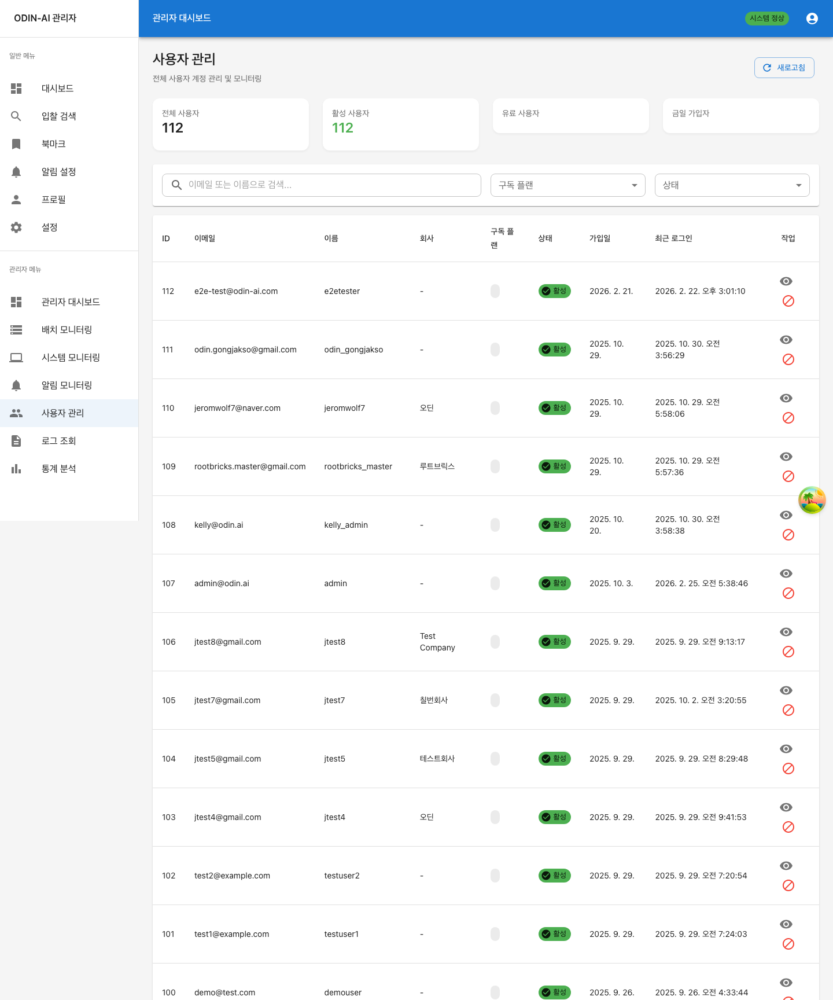 ODIN-AI 관리자
관리자 대시보드
시스템 정상
일반 메뉴
대시보드
입찰 검색
북마크
알림 설정
프로필
설정
관리자 메뉴
관리자 대시보드
배치 모니터링
시스템 모니터링
알림 모니터링
사용자 관리
로그 조회
통계 분석
사용자 관리
전체 사용자 계정 관리 및 모니터링
새로고침
전체 사용자
112
활성 사용자
112
유료 사용자
금일 가입자
이메일 또는 이름으로 검색...
구독 플랜
상태
ID 이메일 이름 회사 구독 플랜 상태 가입일 최근 로그인 작업
112 e2e-test@odin-ai.com e2etester - 활성 2026. 2. 21. 2026. 2. 22. 오후 3:01:10
111 odin.gongjakso@gmail.com odin_gongjakso - 활성 2025. 10. 29. 2025. 10. 30. 오전 3:56:29
110 jeromwolf7@naver.com jeromwolf7 오딘 활성 2025. 10. 29. 2025. 10. 29. 오전 5:58:06
109 rootbricks.master@gmail.com rootbricks_master 루트브릭스 활성 2025. 10. 29. 2025. 10. 29. 오전 5:57:36
108 kelly@odin.ai kelly_admin - 활성 2025. 10. 20. 2025. 10. 30. 오전 3:58:38
107 admin@odin.ai admin - 활성 2025. 10. 3. 2026. 2. 25. 오전 5:38:46
106 jtest8@gmail.com jtest8 Test Company 활성 2025. 9. 29. 2025. 9. 29. 오전 9:13:17
105 jtest7@gmail.com jtest7 칠번회사 활성 2025. 9. 29. 2025. 10. 2. 오전 3:20:55
104 jtest5@gmail.com jtest5 테스트회사 활성 2025. 9. 29. 2025. 9. 29. 오전 8:29:48
103 jtest4@gmail.com jtest4 오딘 활성 2025. 9. 29. 2025. 9. 29. 오전 9:41:53
102 test2@example.com testuser2 - 활성 2025. 9. 29. 2025. 9. 29. 오전 7:20:54
101 test1@example.com testuser1 - 활성 2025. 9. 29. 2025. 9. 29. 오전 7:24:03
100 demo@test.com demouser - 활성 2025. 9. 26. 2025. 9. 26. 오전 4:33:44